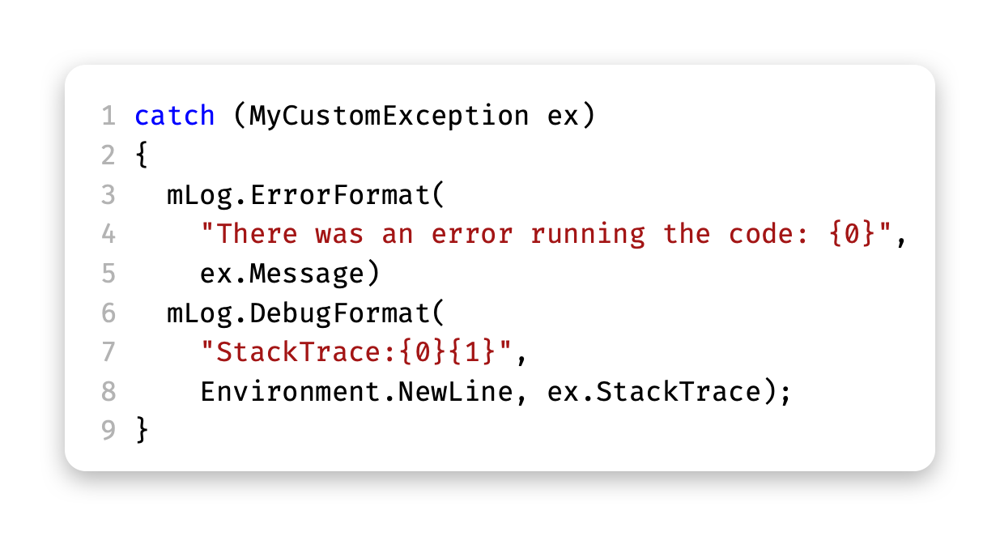 1 catch (MyCustomException ex)
2 {
3   mLog.ErrorFormat(
4     "There was an error running the code: {0}",
5     ex.Message)
6   mLog.DebugFormat(
7     "StackTrace:{0}{1}",
8     Environment.NewLine, ex.StackTrace);
9 }